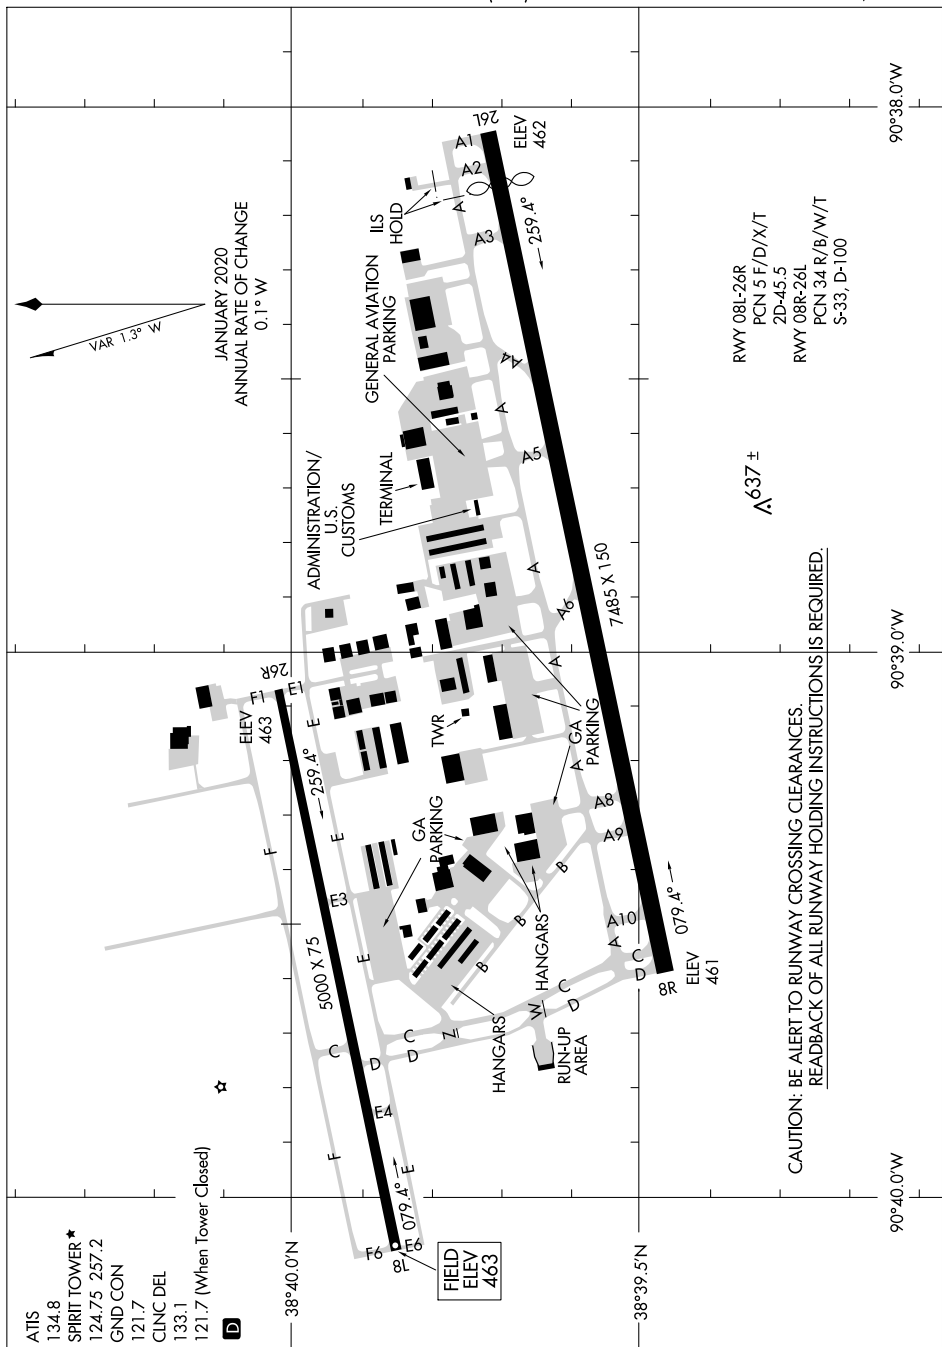 ATIS
134.8
SPIRIT TOWER★
124.75 257.2
GND CON
121.7
CLNC DEL
133.1
121.7 (When Tower Closed)
D
VAR 1.3° W
JANUARY 2020
ANNUAL RATE OF CHANGE
0.1° W
38°40.0'N
38°39.5'N
90°40.0'W
90°39.0'W
90°38.0'W
FIELD
ELEV
463
8L
F6
E6
079.4°
F
E
E4
C
D
C
D
5000 X 75
E3
E
F
E
259.4°
E
ELEV
463
F1
E1
26R
GA
PARKING
HANGARS
Z
B
B
B
HANGARS
W
RUN-UP
AREA
C
D
C
D
8R
ELEV
461
079.4°
A
A10
A9
A8
A
TWR
GA
PARKING
A
A6
A
7485 X 150
ADMINISTRATION/
U.S.
CUSTOMS
TERMINAL
GENERAL AVIATION
PARKING
A5
A
A4
ILS
HOLD
A3
A
A2
A1
259.4°
26L
ELEV
462
RWY 08L-26R
PCN 5 F/D/X/T
2D-45.5
RWY 08R-26L
PCN 34 R/B/W/T
S-33, D-100
637 ±
CAUTION: BE ALERT TO RUNWAY CROSSING CLEARANCES.
READBACK OF ALL RUNWAY HOLDING INSTRUCTIONS IS REQUIRED.